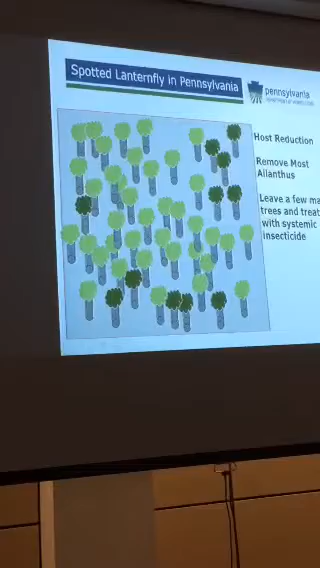 Spotted Lanternfly in Pennsylvania
pennsylvania
Host Reduction
Remove Most
Ailanthus
Leave a few ma
trees and treat
with systemic
insecticide